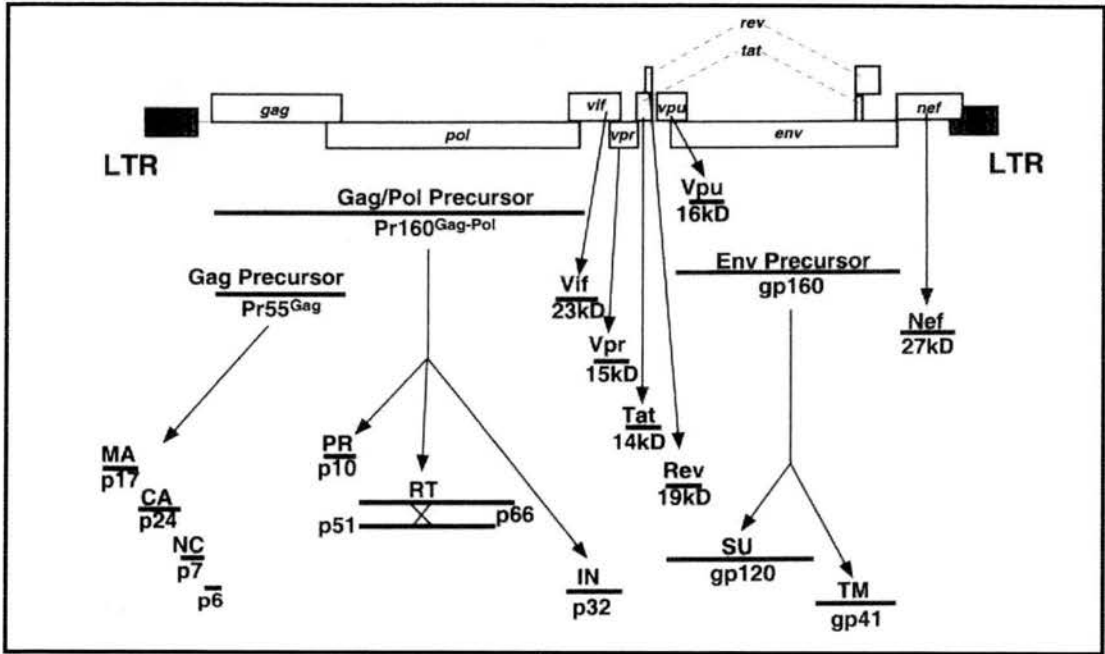 rev
tat
gag
vif
vpu
nef
pol
vpr
env
LTR
LTR
Gag/Pol Precursor
Pr160Gag-Pol
Vpu
16kD
Gag Precursor
Pr55Gag
Vif
23kD
Env Precursor
gp160
Vpr
15kD
Nef
27kD
Tat
14kD
MA
p17
PR
p10
Rev
19kD
CA
p24
RT
p51
p66
NC
p7
p6
IN
p32
SU
gp120
TM
gp41